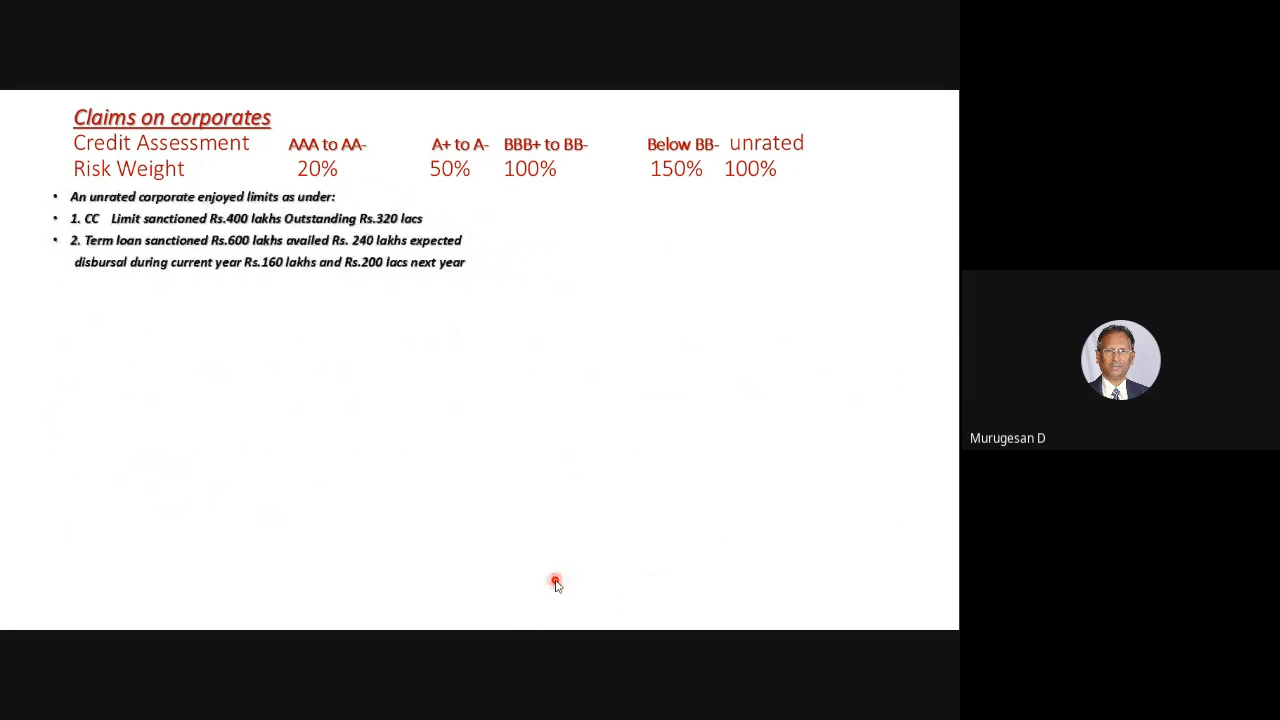 Claims on corporates
Credit Assessment AAA to AA- A+ to A- BBB+ to BB- Below BB- unrated
Risk Weight 20% 50% 100% 150% 100%
• An unrated corporate enjoyed limits as under:
• 1. CC Limit sanctioned Rs.400 lakhs Outstanding Rs.320 lacs
• 2. Term loan sanctioned Rs.600 lakhs availed Rs. 240 lakhs expected
disbursal during current year Rs.160 lakhs and Rs.200 lacs next year
Murugesan D